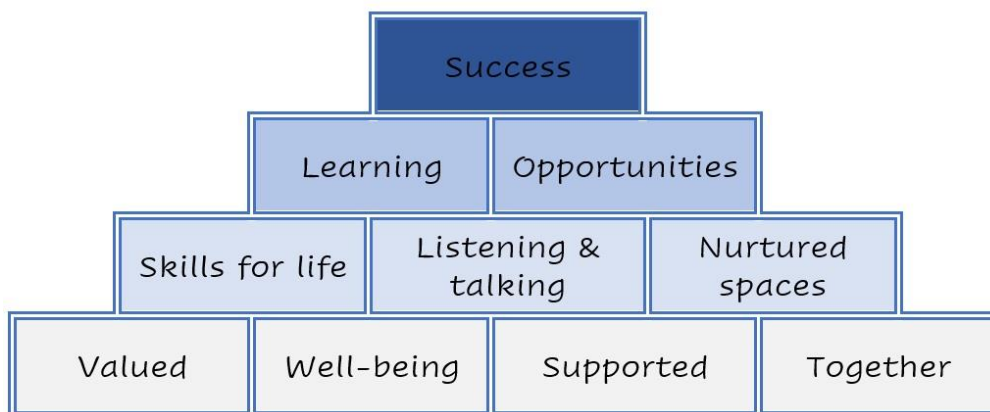 Success
Learning
Opportunities
Skills for life
Listening &
talking
Nurtured
spaces
Valued
Well-being
Supported
Together